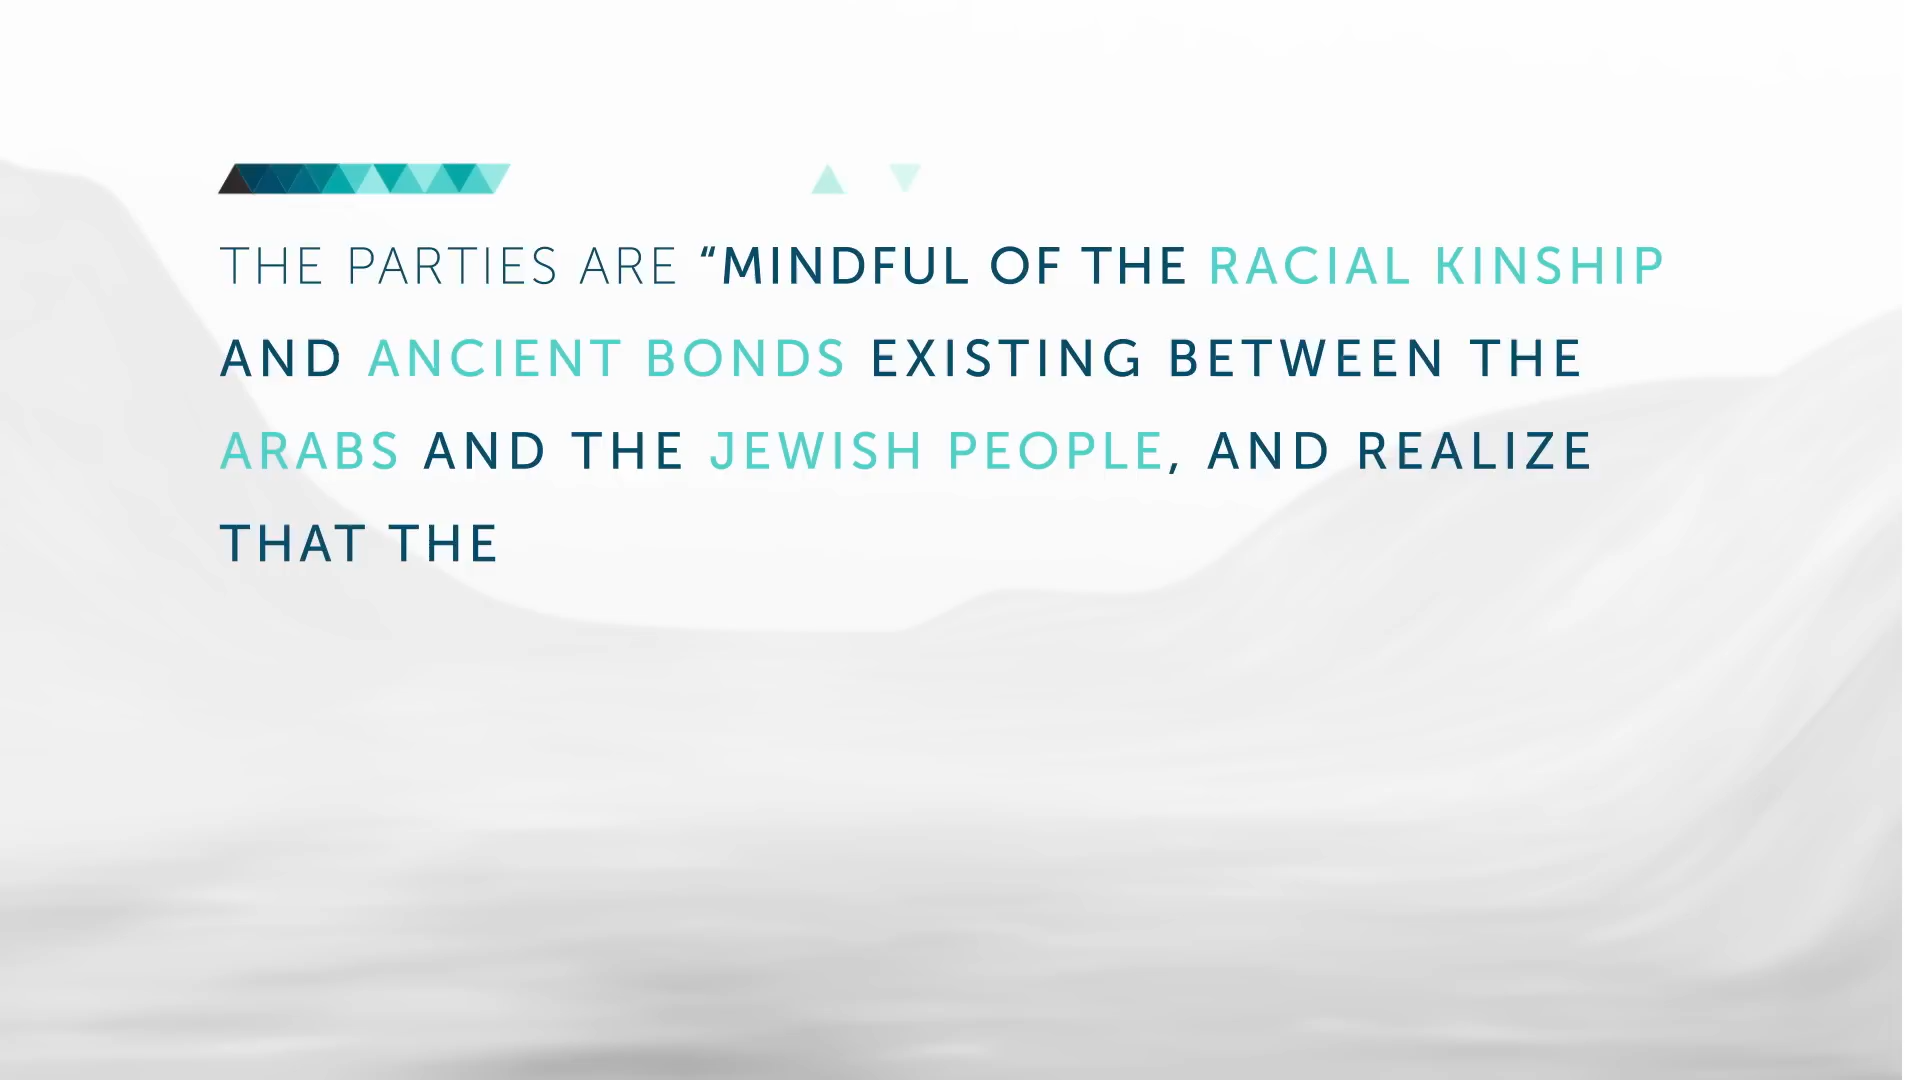 THE PARTIES ARE “MINDFUL OF THE RACIAL KINSHIP
AND ANCIENT BONDS EXISTING BETWEEN THE
ARABS AND THE JEWISH PEOPLE, AND REALIZE
THAT THE